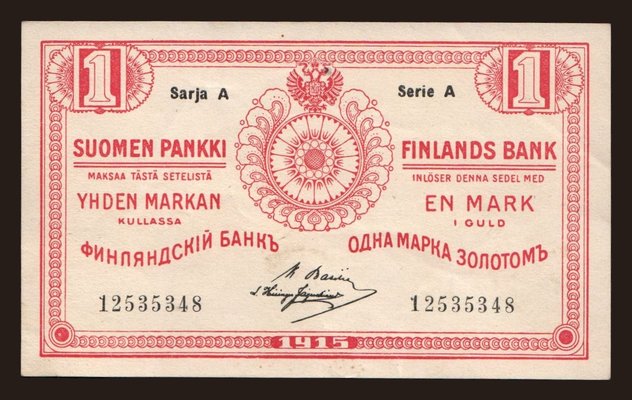 1
1
Sarja A
Serie A
SUOMEN PANKKI
MAKSAA TÄSTÄ SETELISTÄ
YHDEN MARKAN
KULLASSA
FINLANDS BANK
INLÖSER DENNA SEDEL MED
EN MARK
I GULD
ФИНЛЯНДСКІЙ БАНКЪ
ОДНА МАРКА ЗОЛОТОМЪ
12535348
12535348
1915